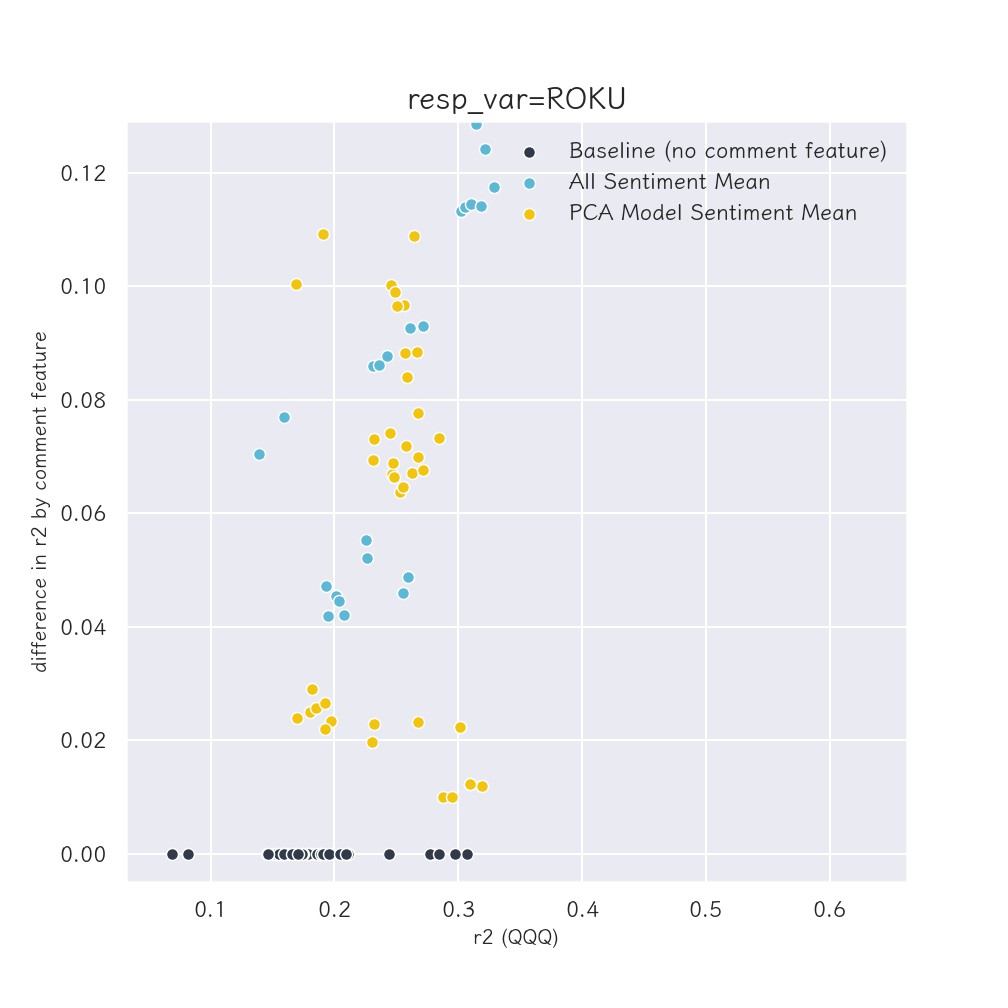 resp_var=ROKU
Baseline (no comment feature)
All Sentiment Mean
PCA Model Sentiment Mean
difference in r2 by comment feature
0.12
0.10
0.08
0.06
0.04
0.02
0.00
0.1 0.2 0.3 0.4 0.5 0.6
r2 (QQQ)